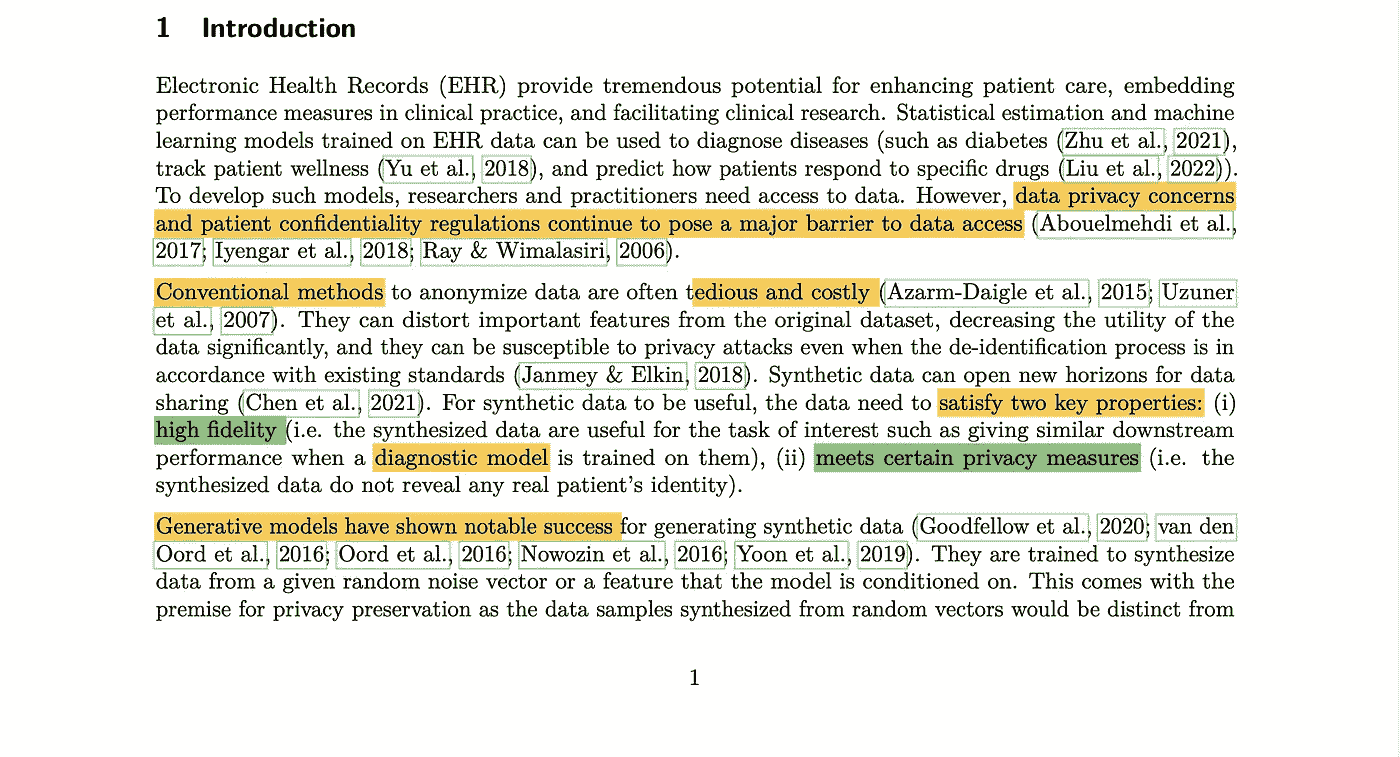 1 Introduction
Electronic Health Records (EHR) provide tremendous potential for enhancing patient care, embedding
performance measures in clinical practice, and facilitating clinical research. Statistical estimation and machine
learning models trained on EHR data can be used to diagnose diseases (such as diabetes (Zhu et al., 2021),
track patient wellness (Yu et al., 2018), and predict how patients respond to specific drugs (Liu et al., 2022)).
To develop such models, researchers and practitioners need access to data. However, data privacy concerns
and patient confidentiality regulations continue to pose a major barrier to data access (Abouelmehdi et al.,
2017; Iyengar et al., 2018; Ray & Wimalasiri, 2006).
Conventional methods to anonymize data are often tedious and costly (Azarm-Daigle et al., 2015; Uzuner
et al., 2007). They can distort important features from the original dataset, decreasing the utility of the
data significantly, and they can be susceptible to privacy attacks even when the de-identification process is in
accordance with existing standards (Janmey & Elkin, 2018). Synthetic data can open new horizons for data
sharing (Chen et al., 2021). For synthetic data to be useful, the data need to satisfy two key properties: (i)
high fidelity (i.e. the synthesized data are useful for the task of interest such as giving similar downstream
performance when a diagnostic model is trained on them), (ii) meets certain privacy measures (i.e. the
synthesized data do not reveal any real patient's identity).
Generative models have shown notable success for generating synthetic data (Goodfellow et al., 2020; van den
Oord et al., 2016; Oord et al., 2016; Nowozin et al., 2016; Yoon et al., 2019). They are trained to synthesize
data from a given random noise vector or a feature that the model is conditioned on. This comes with the
premise for privacy preservation as the data samples synthesized from random vectors would be distinct from
1